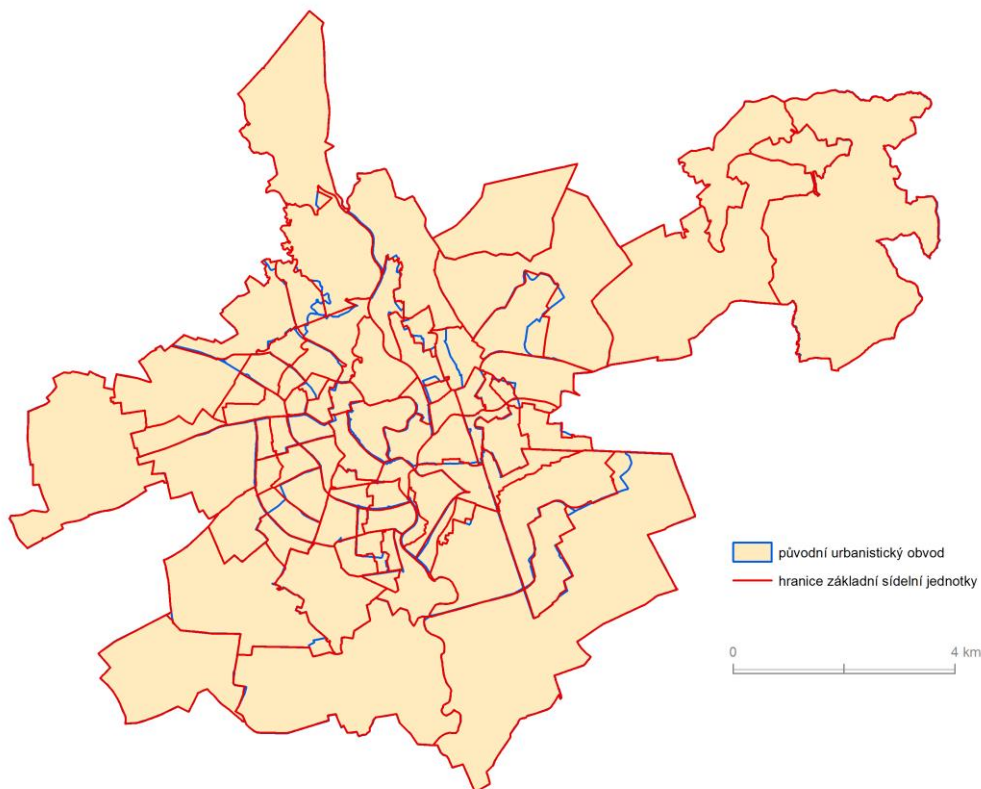 původní urbanistický obvod
hranice základní sídelní jednotky
0 4 km